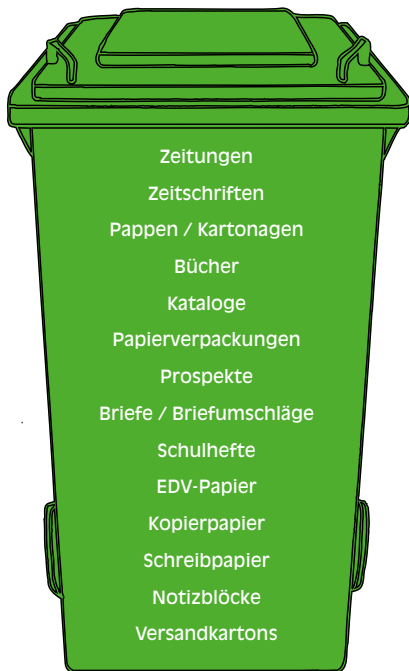 Zeitungen
Zeitschriften
Pappen / Kartonagen
Bücher
Kataloge
Papierverpackungen
Prospekte
Briefe / Briefumschläge
Schulhefte
EDV-Papier
Kopierpapier
Schreibpapier
Notizblöcke
Versandkartons